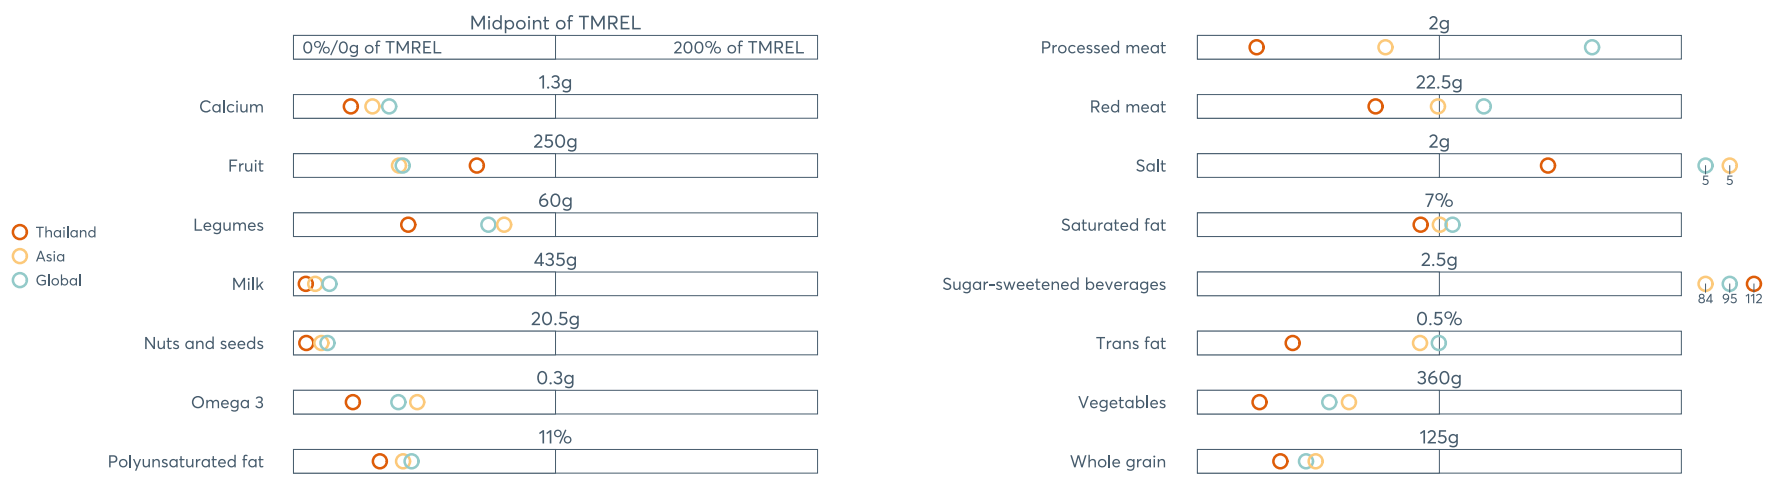 Midpoint of TMREL
0%/0g of TMREL 200% of TMREL
1.3g
Calcium
250g
Fruit
60g
Legumes
435g
Milk
20.5g
Nuts and seeds
0.3g
Omega 3
11%
Polyunsaturated fat
Thailand
Asia
Global
2g
Processed meat
22.5g
Red meat
2g
Salt
5 5
7%
Saturated fat
2.5g
Sugar-sweetened beverages
84 95 112
0.5%
Trans fat
360g
Vegetables
125g
Whole grain